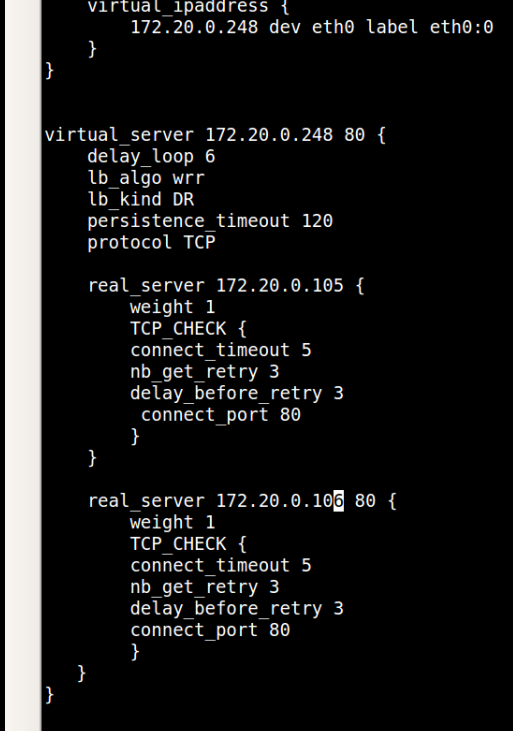 virtual_ipaddress {
        172.20.0.248 dev eth0 label eth0:0
    }
}
virtual_server 172.20.0.248 80 {
    delay_loop 6
    lb_algo wrr
    lb_kind DR
    persistence_timeout 120
    protocol TCP
    real_server 172.20.0.105 {
        weight 1
        TCP_CHECK {
        connect_timeout 5
        nb_get_retry 3
        delay_before_retry 3
         connect_port 80
        }
    }
    real_server 172.20.0.106 80 {
        weight 1
        TCP_CHECK {
        connect_timeout 5
        nb_get_retry 3
        delay_before_retry 3
        connect_port 80
        }
   }
}